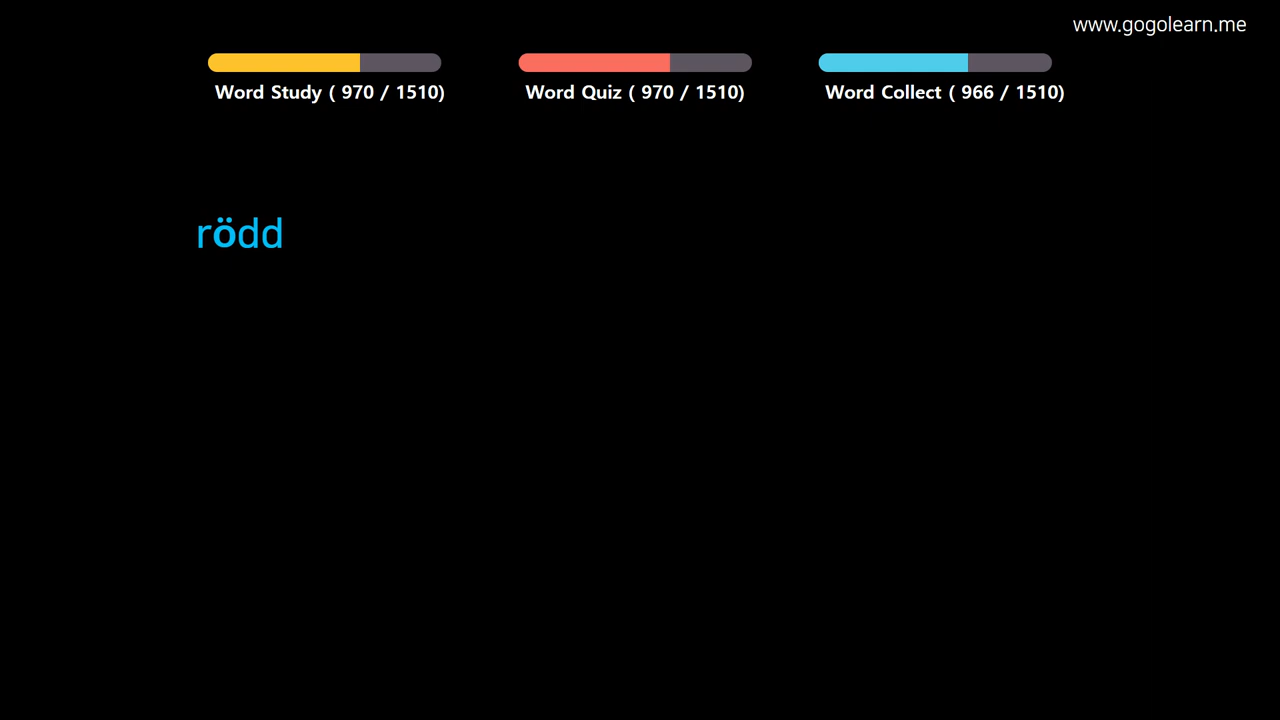 www.gogolearn.me
Word Study ( 970 / 1510)
Word Quiz ( 970 / 1510)
Word Collect ( 966 / 1510)
rödd